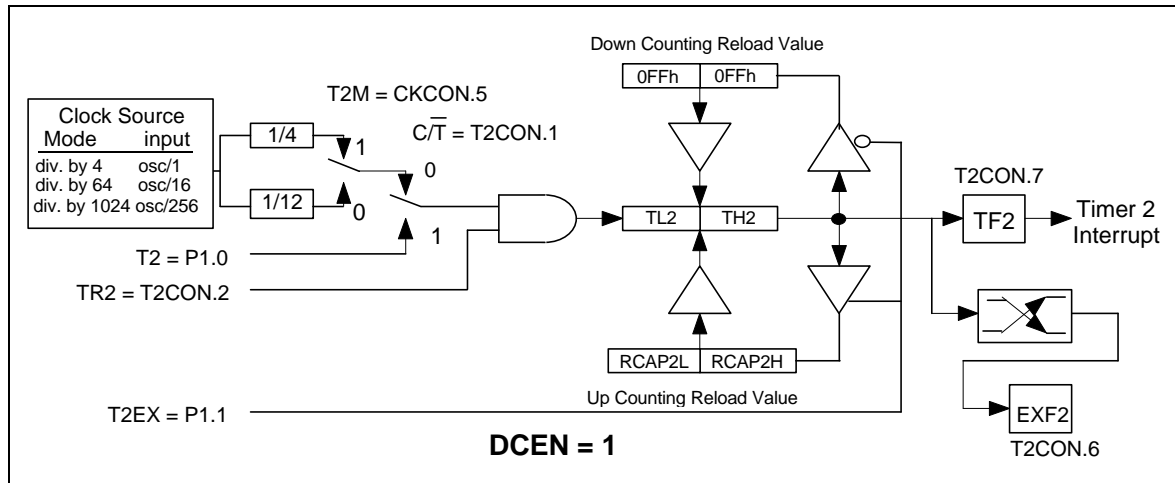 Down Counting Reload Value
0FFh 0FFh
T2M = CKCON.5
Clock Source
Mode input
div. by 4 osc/1
div. by 64 osc/16
div. by 1024 osc/256
1/4
1/12
1
0
C/T̅ = T2CON.1
0
1
T2 = P1.0
TR2 = T2CON.2
TL2 TH2
T2CON.7
TF2
Timer 2
Interrupt
RCAP2L RCAP2H
Up Counting Reload Value
T2EX = P1.1
EXF2
T2CON.6
DCEN = 1